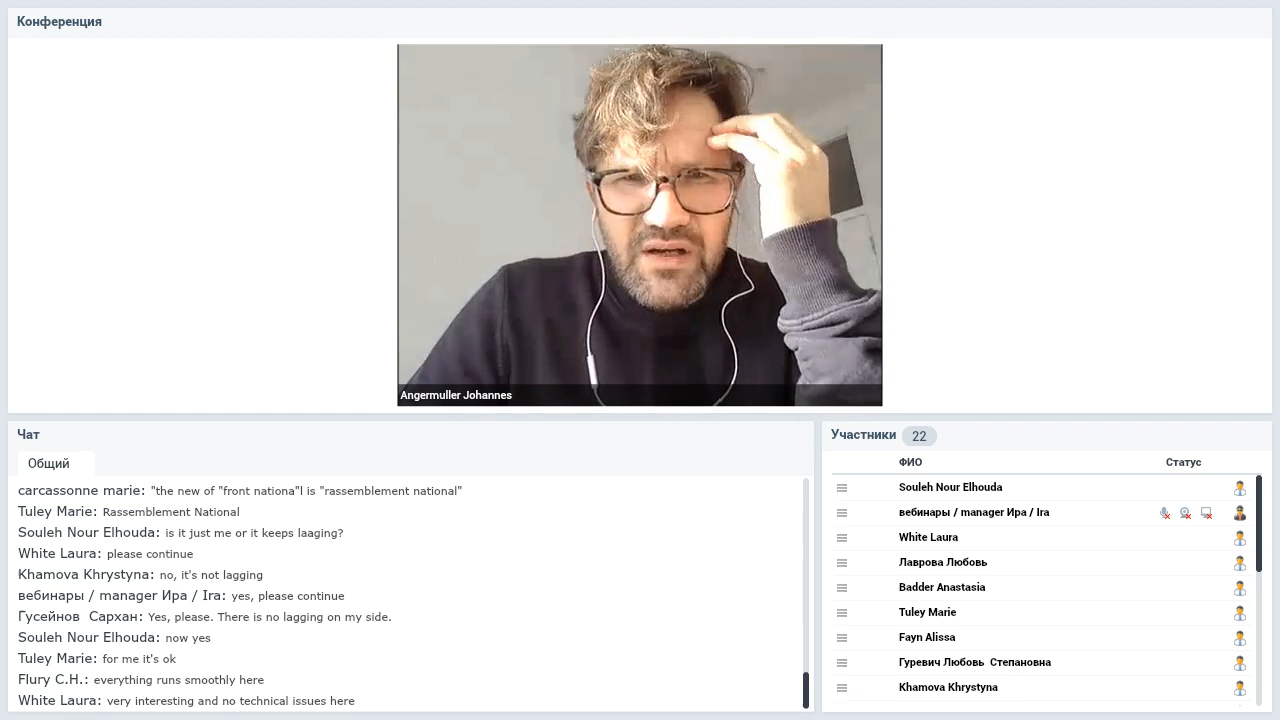 Конференция
Angermuller Johannes
Чат
Общий
carcassonne marie: "the new of "front nationa"l is "rassemblement national"
Tuley Marie: Rassemblement National
Souleh Nour Elhouda: is it just me or it keeps laaging?
White Laura: please continue
Khamova Khrystyna: no, it's not lagging
вебинары / manager Ира / Ira: yes, please continue
Гусейнов Сархан: Yes, please. There is no lagging on my side.
Souleh Nour Elhouda: now yes
Tuley Marie: for me it's ok
Flury C.H.: everything runs smoothly here
White Laura: very interesting and no technical issues here
Участники 22
ФИО Статус
Souleh Nour Elhouda
вебинары / manager Ира / Ira
White Laura
Лаврова Любовь
Badder Anastasia
Tuley Marie
Fayn Alissa
Гуревич Любовь Степановна
Khamova Khrystyna